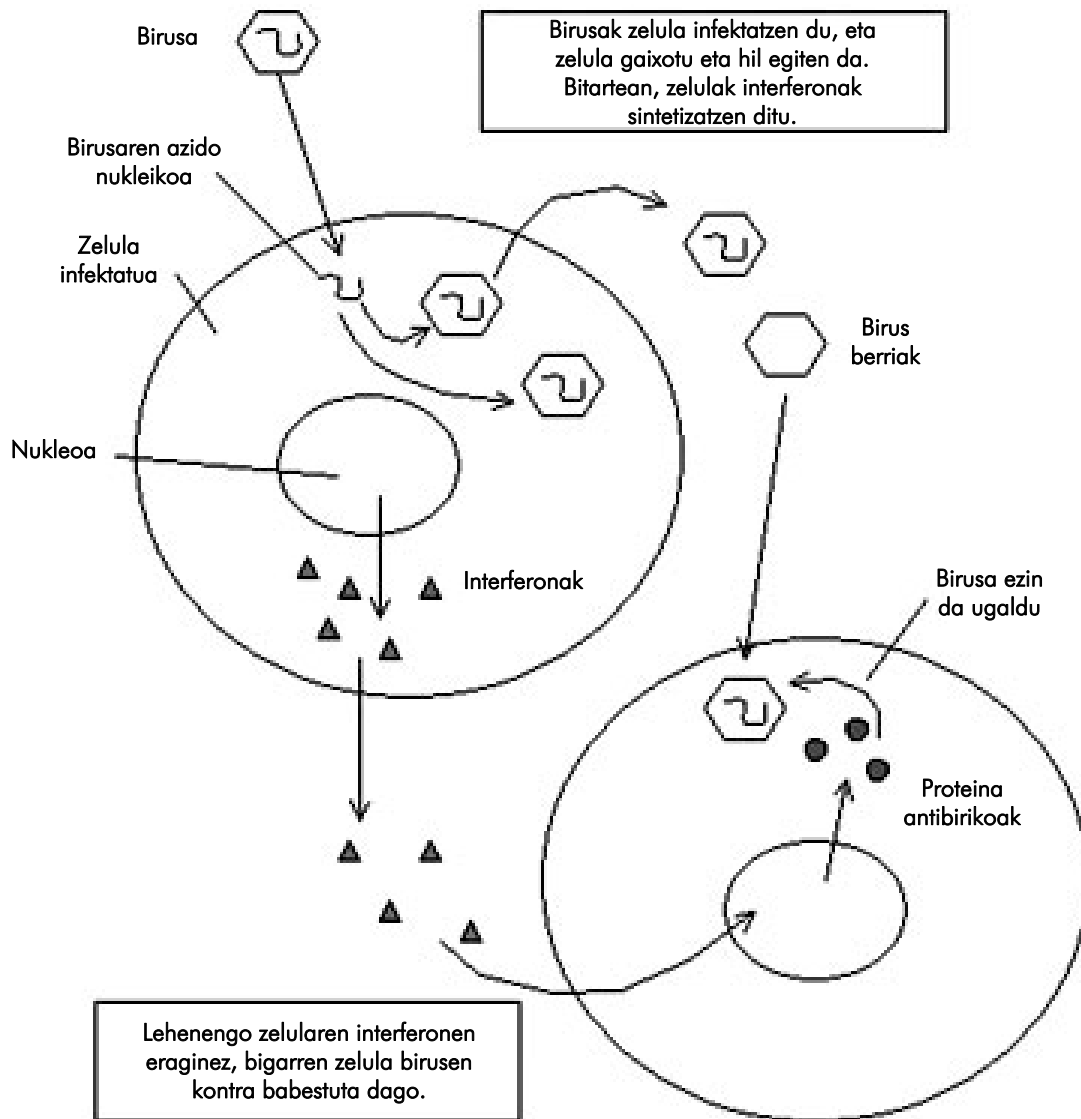 Birusa
Birusak zelula infektatzen du, eta
zelula gaixotu eta hil egiten da.
Bitartean, zelulak interferonak
sintetizatzen ditu.
Birusaren azido
nukleikoa
Zelula
infektatua
Birus
berriak
Nukleoa
Interferonak
Birusa ezin
da ugaldu
Proteina
antibirikoak
Lehenengo zelularen interferonen
eraginez, bigarren zelula birusen
kontra babestuta dago.